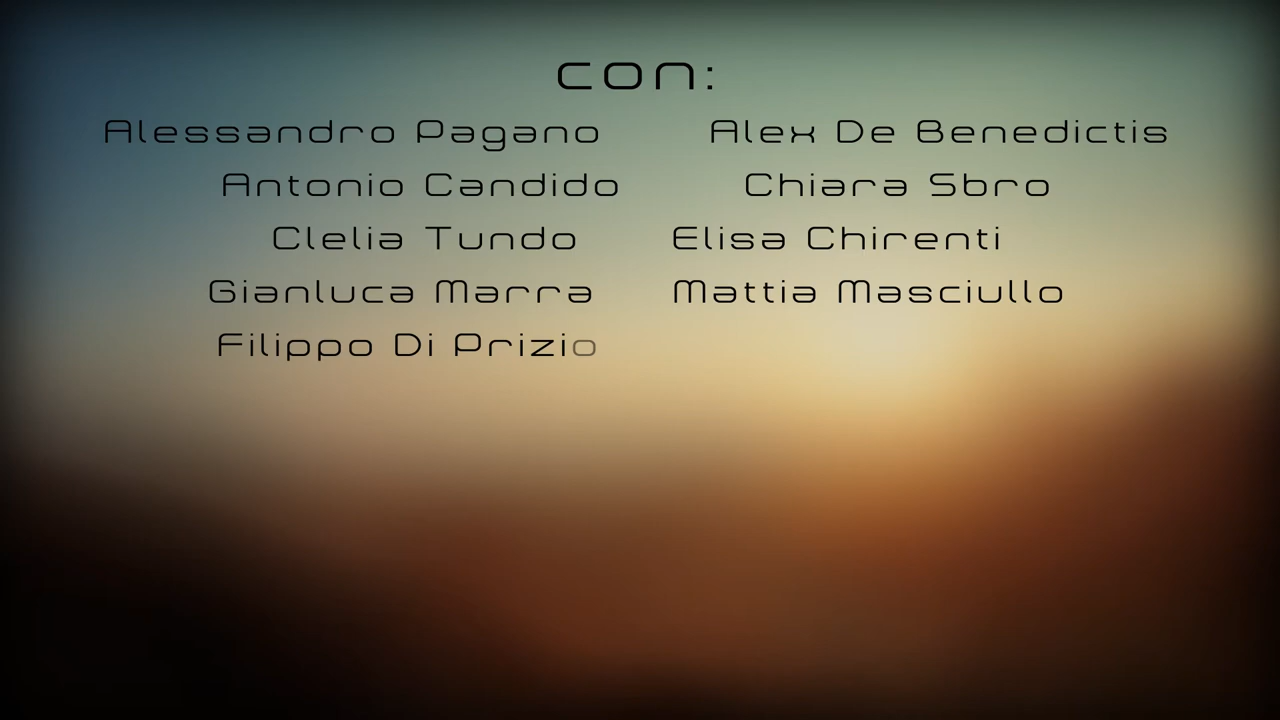 con:
Alessandro Pagano Alex De Benedictis
Antonio Candido Chiara Sbro
Clelia Tundo Elisa Chirenti
Gianluca Marra Mattia Masciullo
Filippo Di Prizio